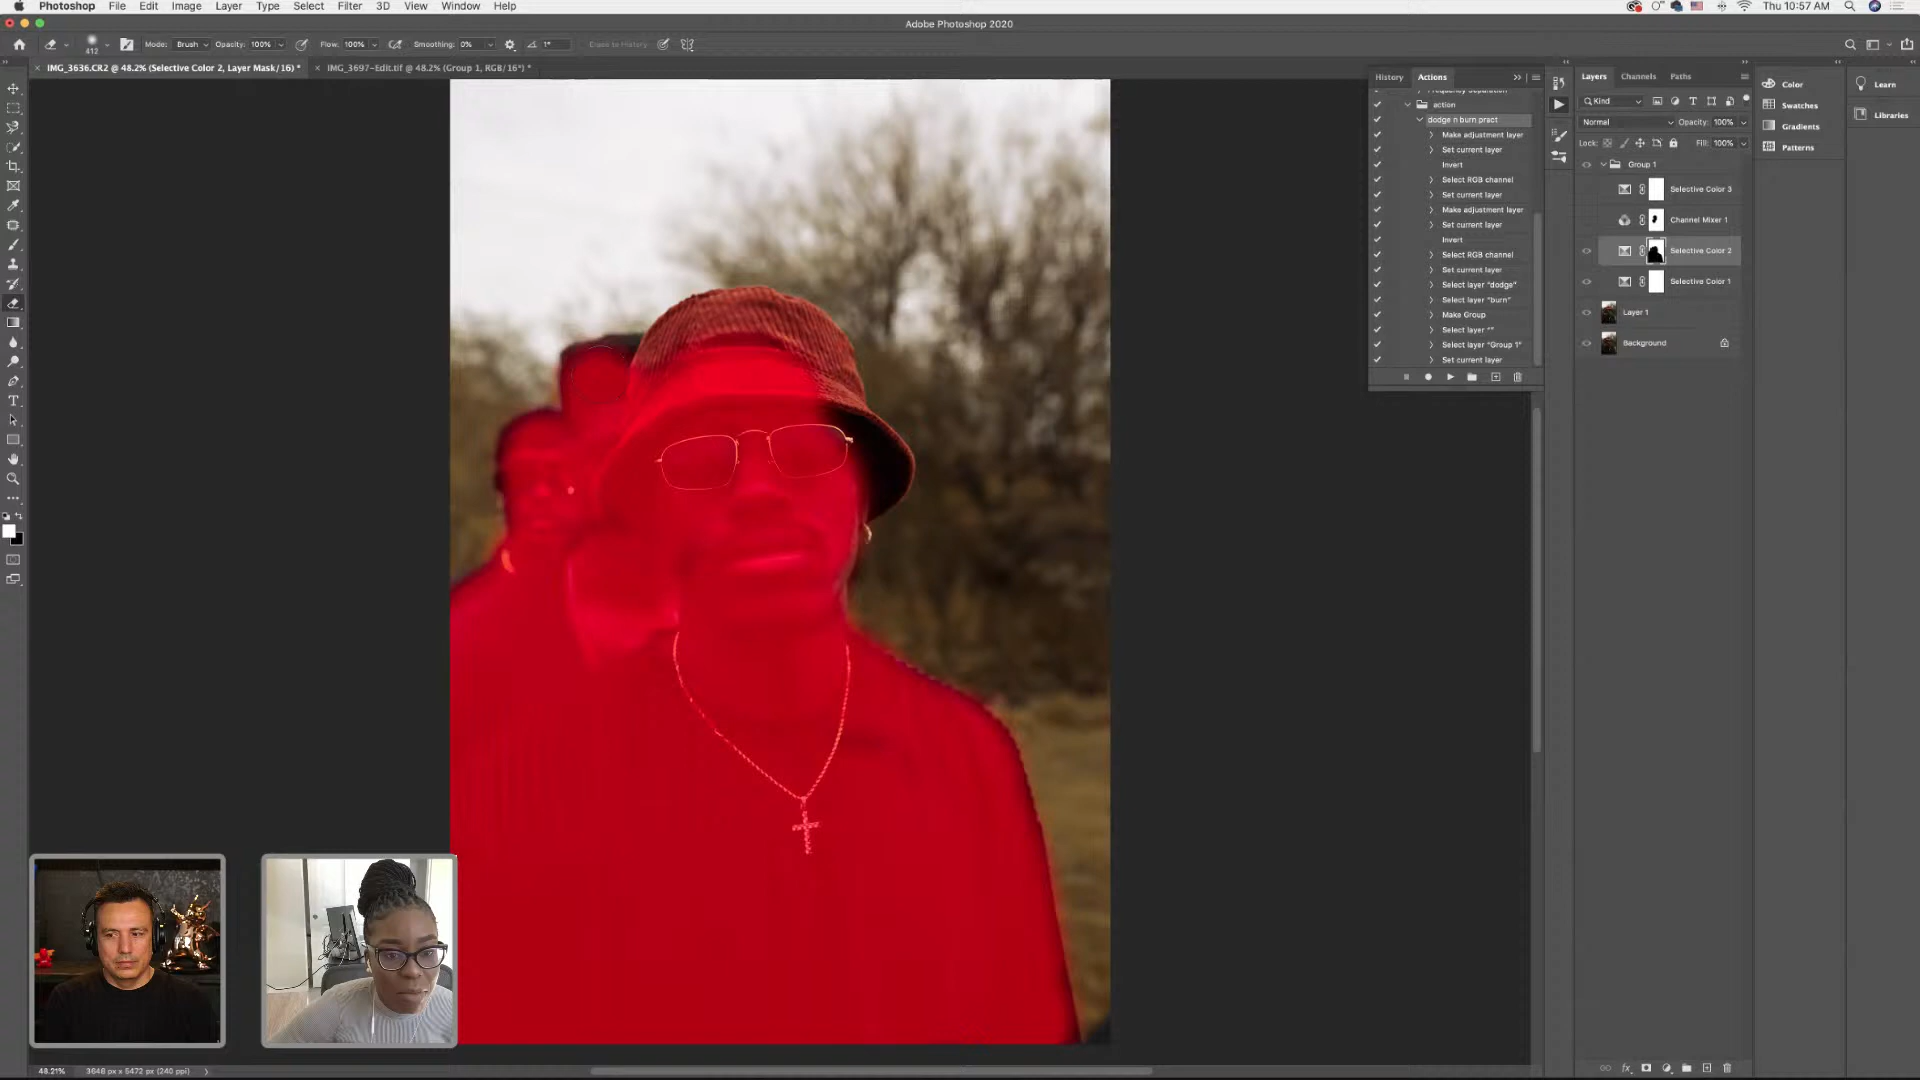 Photoshop File Edit Image Layer Type Select Filter 3D View Window Help Thu 10:57 AM
Adobe Photoshop 2020
412 Mode: Brush Opacity: 100% Flow: 100% Smoothing: 0% 1° Erase to History
× IMG_3636.CR2 @ 48.2% (Selective Color 2, Layer Mask/16) * × IMG_3697-Edit.tif @ 48.2% (Group 1, RGB/16*) *
History Actions
Frequency Separation
action
dodge n burn pract
Make adjustment layer
Set current layer
Invert
Select RGB channel
Set current layer
Make adjustment layer
Set current layer
Invert
Select RGB channel
Set current layer
Select layer "dodge"
Select layer "burn"
Make Group
Select layer ""
Select layer "Group 1"
Set current layer
Layers Channels Paths
Kind
Normal Opacity: 100%
Lock: Fill: 100%
Group 1
Selective Color 3
Channel Mixer 1
Selective Color 2
Selective Color 1
Layer 1
Background
Color
Swatches
Gradients
Patterns
Learn
Libraries
48.21% 3648 px x 5472 px (240 ppi)